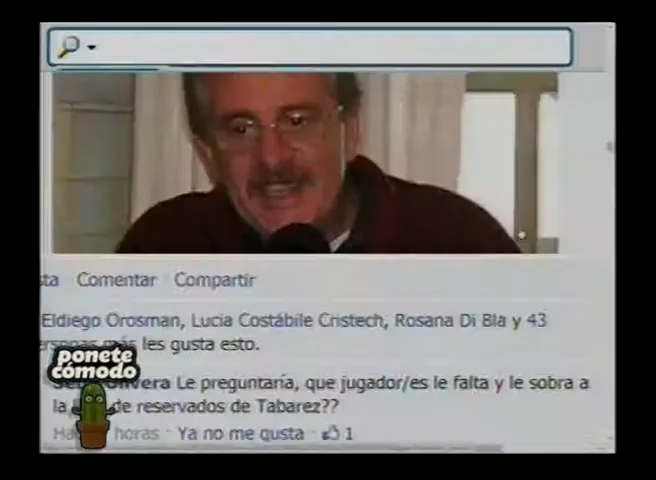 Comentar Compartir
Eldiego Orosman, Lucia Costábile Cristech, Rosana Di Bla y 43
les gusta esto.
ponete
cómodo
Le preguntaría, que jugador/es le falta y le sobra a
la de reservados de Tabarez??
horas · Ya no me gusta · 1